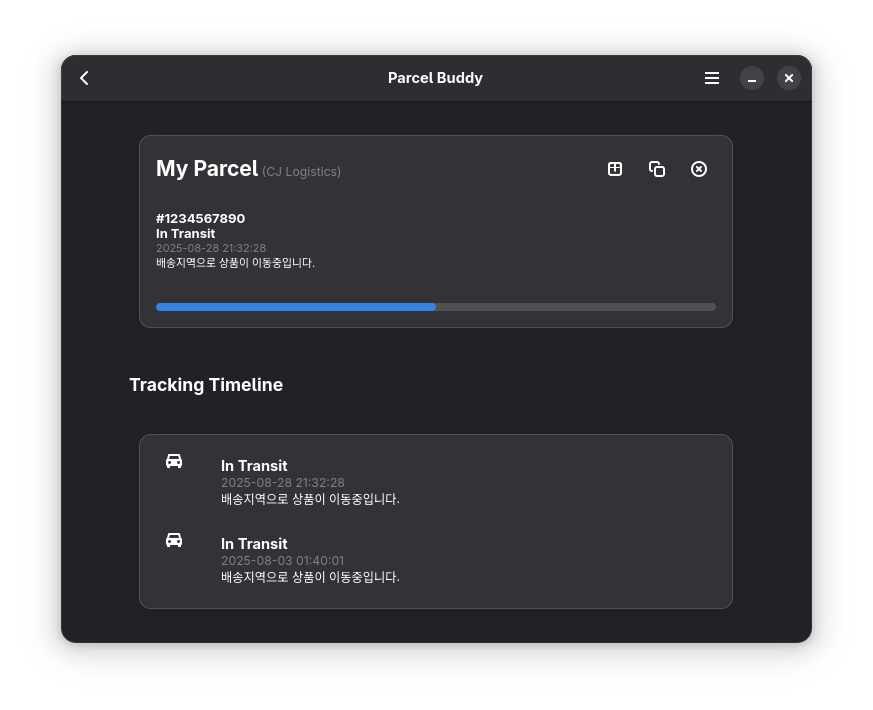 Parcel Buddy
My Parcel (CJ Logistics)
#1234567890
In Transit
2025-08-28 21:32:28
배송지역으로 상품이 이동중입니다.
Tracking Timeline
In Transit
2025-08-28 21:32:28
배송지역으로 상품이 이동중입니다.
In Transit
2025-08-03 01:40:01
배송지역으로 상품이 이동중입니다.